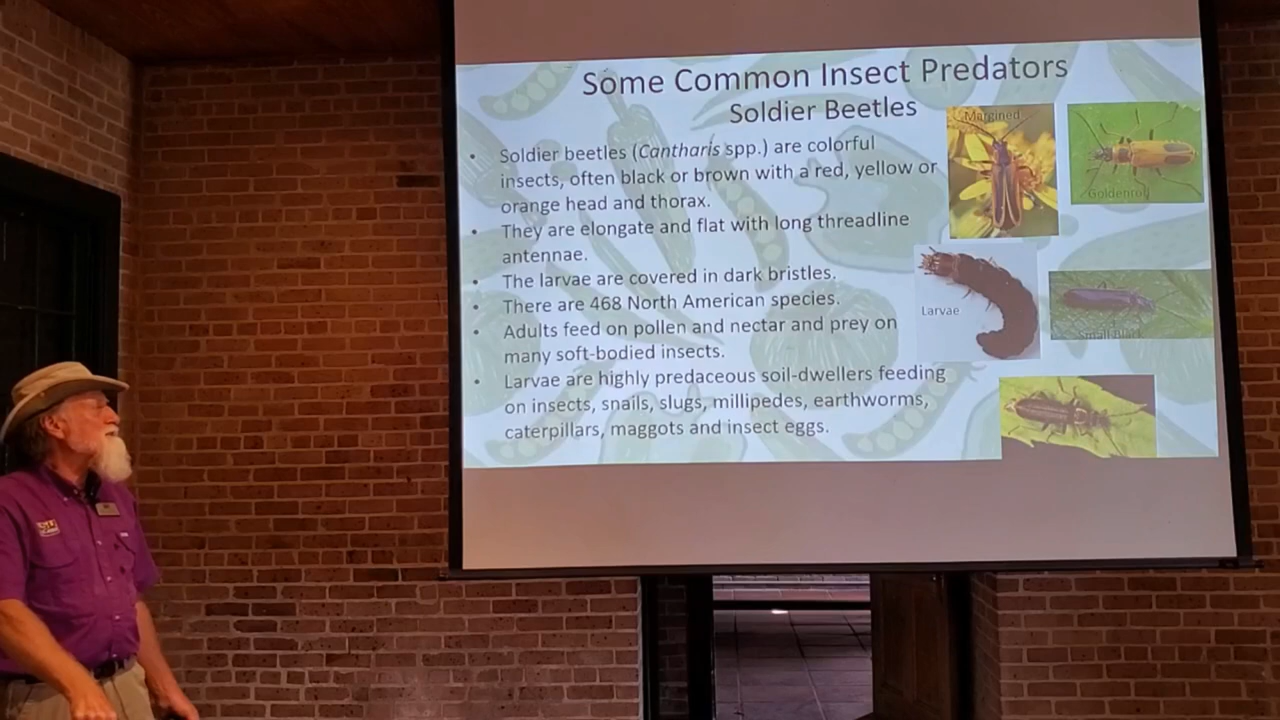 Some Common Insect Predators
Soldier Beetles
Soldier beetles (Cantharis spp.) are colorful
insects, often black or brown with a red, yellow or
orange head and thorax.
They are elongate and flat with long threadline
antennae.
The larvae are covered in dark bristles.
There are 468 North American species.
Adults feed on pollen and nectar and prey on
many soft-bodied insects.
Larvae are highly predaceous soil-dwellers feeding
on insects, snails, slugs, millipedes, earthworms,
caterpillars, maggots and insect eggs.
Margined
Goldenrod
Larvae
Small Black